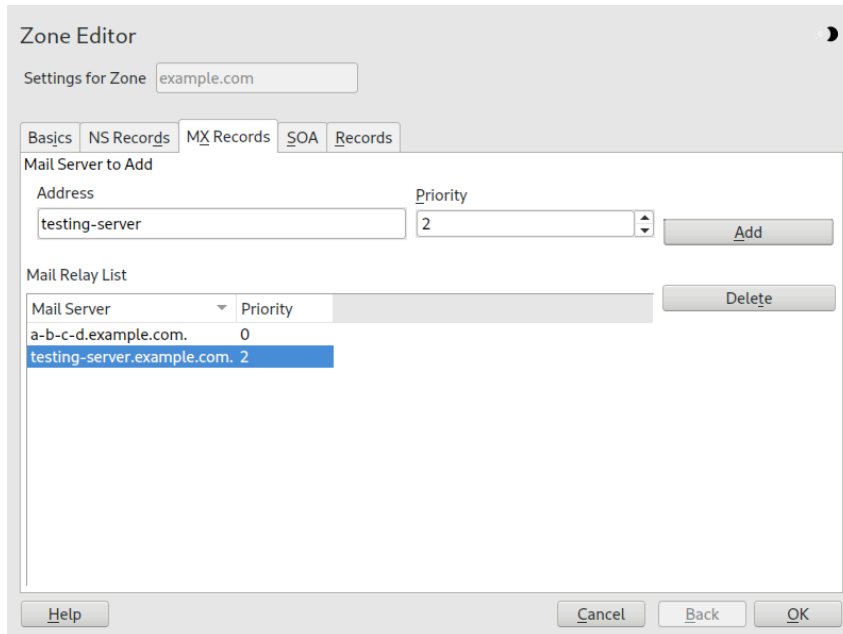 Zone Editor
Settings for Zone example.com
Basics NS Records MX Records SOA Records
Mail Server to Add
Address Priority
testing-server 2 Add
Mail Relay List
Delete
Mail Server Priority
a-b-c-d.example.com. 0
testing-server.example.com. 2
Help Cancel Back OK